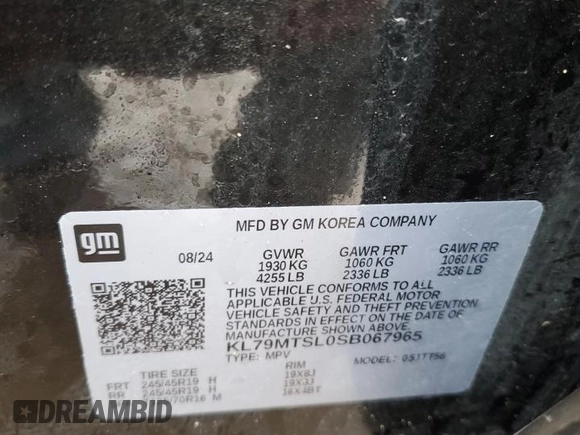 MFD BY GM KOREA COMPANY
gm
08/24
GVWR GAWR FRT GAWR RR
1930 KG 1060 KG 1060 KG
4255 LB 2336 LB 2336 LB
THIS VEHICLE CONFORMS TO ALL
APPLICABLE U.S. FEDERAL MOTOR
VEHICLE SAFETY AND THEFT PREVENTION
STANDARDS IN EFFECT ON THE DATE OF
MANUFACTURE SHOWN ABOVE.
KL79MTSL0SB067965
TYPE: MPV MODEL:
TIRE SIZE RIM
FRT 245/45R19 H 19X8J
RR 245/45R19 H
70R16 M
DREAMBID